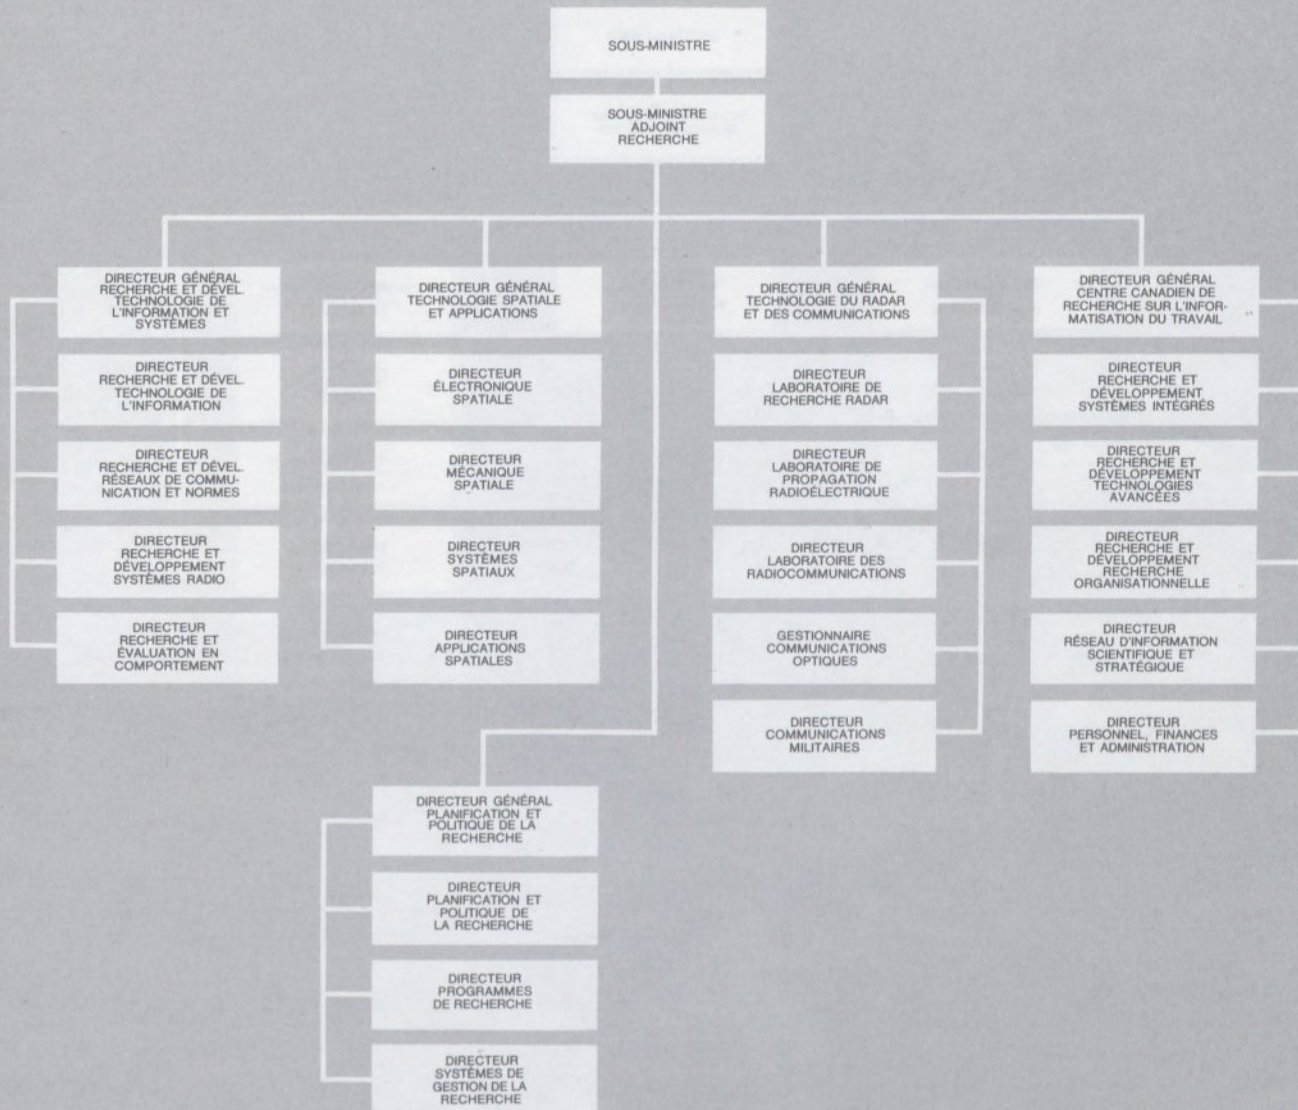 SOUS-MINISTRE
SOUS-MINISTRE
ADJOINT
RECHERCHE
DIRECTEUR GÉNÉRAL
RECHERCHE ET DÉVEL.
TECHNOLOGIE DE
L'INFORMATION ET
SYSTÈMES
DIRECTEUR
RECHERCHE ET DÉVEL.
TECHNOLOGIE DE
L'INFORMATION
DIRECTEUR
RECHERCHE ET DÉVEL.
RÉSEAUX DE COMMU-
NICATION ET NORMES
DIRECTEUR
RECHERCHE ET
DÉVELOPPEMENT
SYSTÈMES RADIO
DIRECTEUR
RECHERCHE ET
ÉVALUATION EN
COMPORTEMENT
DIRECTEUR GÉNÉRAL
TECHNOLOGIE SPATIALE
ET APPLICATIONS
DIRECTEUR
ÉLECTRONIQUE
SPATIALE
DIRECTEUR
MÉCANIQUE
SPATIALE
DIRECTEUR
SYSTÈMES
SPATIAUX
DIRECTEUR
APPLICATIONS
SPATIALES
DIRECTEUR GÉNÉRAL
TECHNOLOGIE DU RADAR
ET DES COMMUNICATIONS
DIRECTEUR
LABORATOIRE DE
RECHERCHE RADAR
DIRECTEUR
LABORATOIRE DE
PROPAGATION
RADIOÉLECTRIQUE
DIRECTEUR
LABORATOIRE DES
RADIOCOMMUNICATIONS
GESTIONNAIRE
COMMUNICATIONS
OPTIQUES
DIRECTEUR
COMMUNICATIONS
MILITAIRES
DIRECTEUR GÉNÉRAL
CENTRE CANADIEN DE
RECHERCHE SUR L'INFOR-
MATISATION DU TRAVAIL
DIRECTEUR
RECHERCHE ET
DÉVELOPPEMENT
SYSTÈMES INTÉGRÉS
DIRECTEUR
RECHERCHE ET
DÉVELOPPEMENT
TECHNOLOGIES
AVANCÉES
DIRECTEUR
RECHERCHE ET
DÉVELOPPEMENT
RECHERCHE
ORGANISATIONNELLE
DIRECTEUR
RÉSEAU D'INFORMATION
SCIENTIFIQUE ET
STRATÉGIQUE
DIRECTEUR
PERSONNEL, FINANCES
ET ADMINISTRATION
DIRECTEUR GÉNÉRAL
PLANIFICATION ET
POLITIQUE DE LA
RECHERCHE
DIRECTEUR
PLANIFICATION ET
POLITIQUE DE
LA RECHERCHE
DIRECTEUR
PROGRAMMES
DE RECHERCHE
DIRECTEUR
SYSTÈMES DE
GESTION DE LA
RECHERCHE